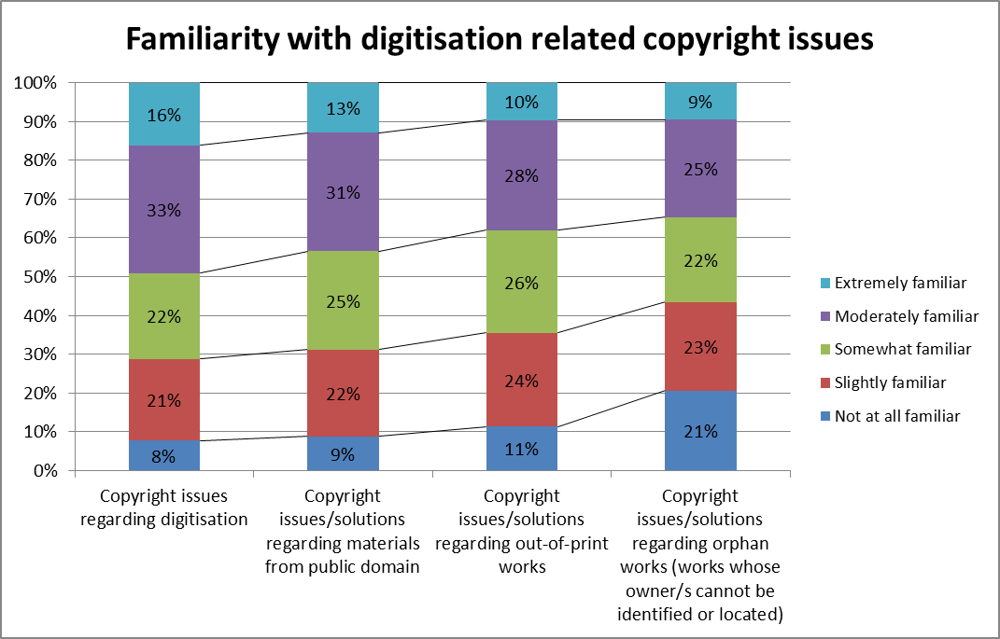 Familiarity with digitisation related copyright issues
100%
90%
80%
70%
60%
50%
40%
30%
20%
10%
0%
16%
33%
22%
21%
8%
13%
31%
25%
22%
9%
10%
28%
26%
24%
11%
9%
25%
22%
23%
21%
Copyright issues
regarding digitisation
Copyright
issues/solutions
regarding materials
from public domain
Copyright
issues/solutions
regarding out-of-print
works
Copyright
issues/solutions
regarding orphan
works (works whose
owner/s cannot be
identified or located)
Extremely familiar
Moderately familiar
Somewhat familiar
Slightly familiar
Not at all familiar